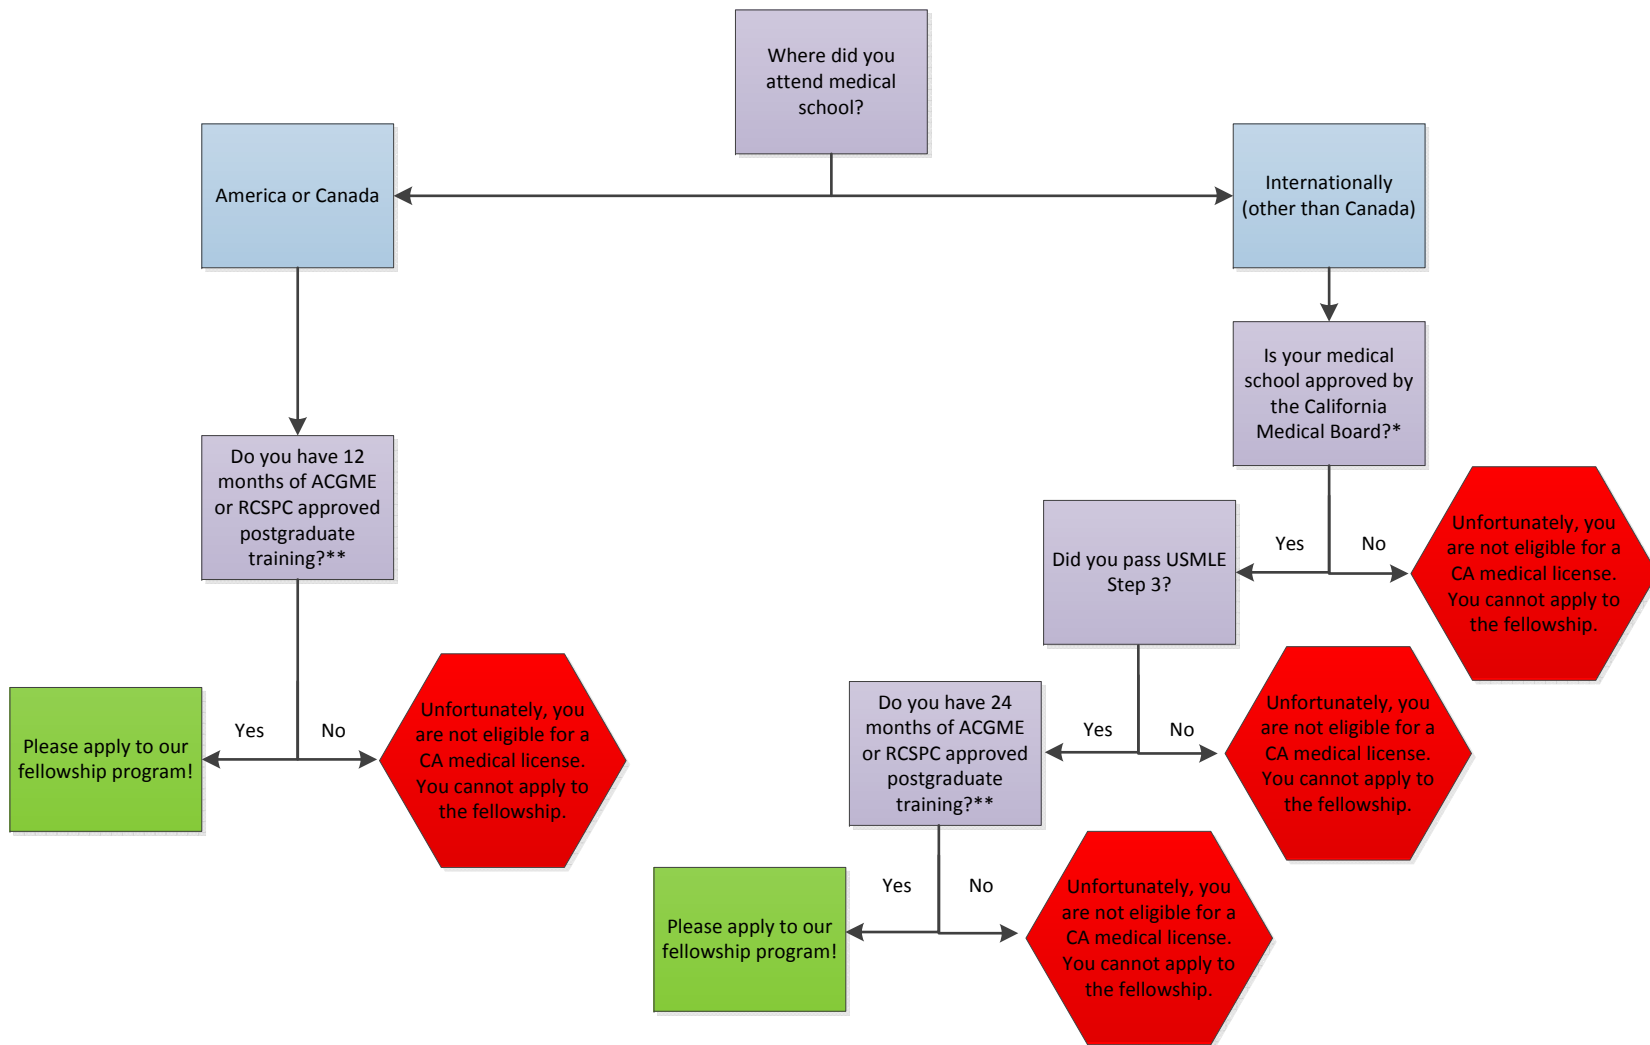 Where did you
attend medical
school?
America or Canada
Internationally
(other than Canada)
Is your medical
school approved by
the California
Medical Board?*
Do you have 12
months of ACGME
or RCSPC approved
postgraduate
training?**
Yes
No
Unfortunately, you
are not eligible for a
CA medical license.
You cannot apply to
the fellowship.
Did you pass USMLE
Step 3?
Yes
No
Please apply to our
fellowship program!
Unfortunately, you
are not eligible for a
CA medical license.
You cannot apply to
the fellowship.
Do you have 24
months of ACGME
or RCSPC approved
postgraduate
training?**
Yes
No
Unfortunately, you
are not eligible for a
CA medical license.
You cannot apply to
the fellowship.
Yes
No
Please apply to our
fellowship program!
Unfortunately, you
are not eligible for a
CA medical license.
You cannot apply to
the fellowship.